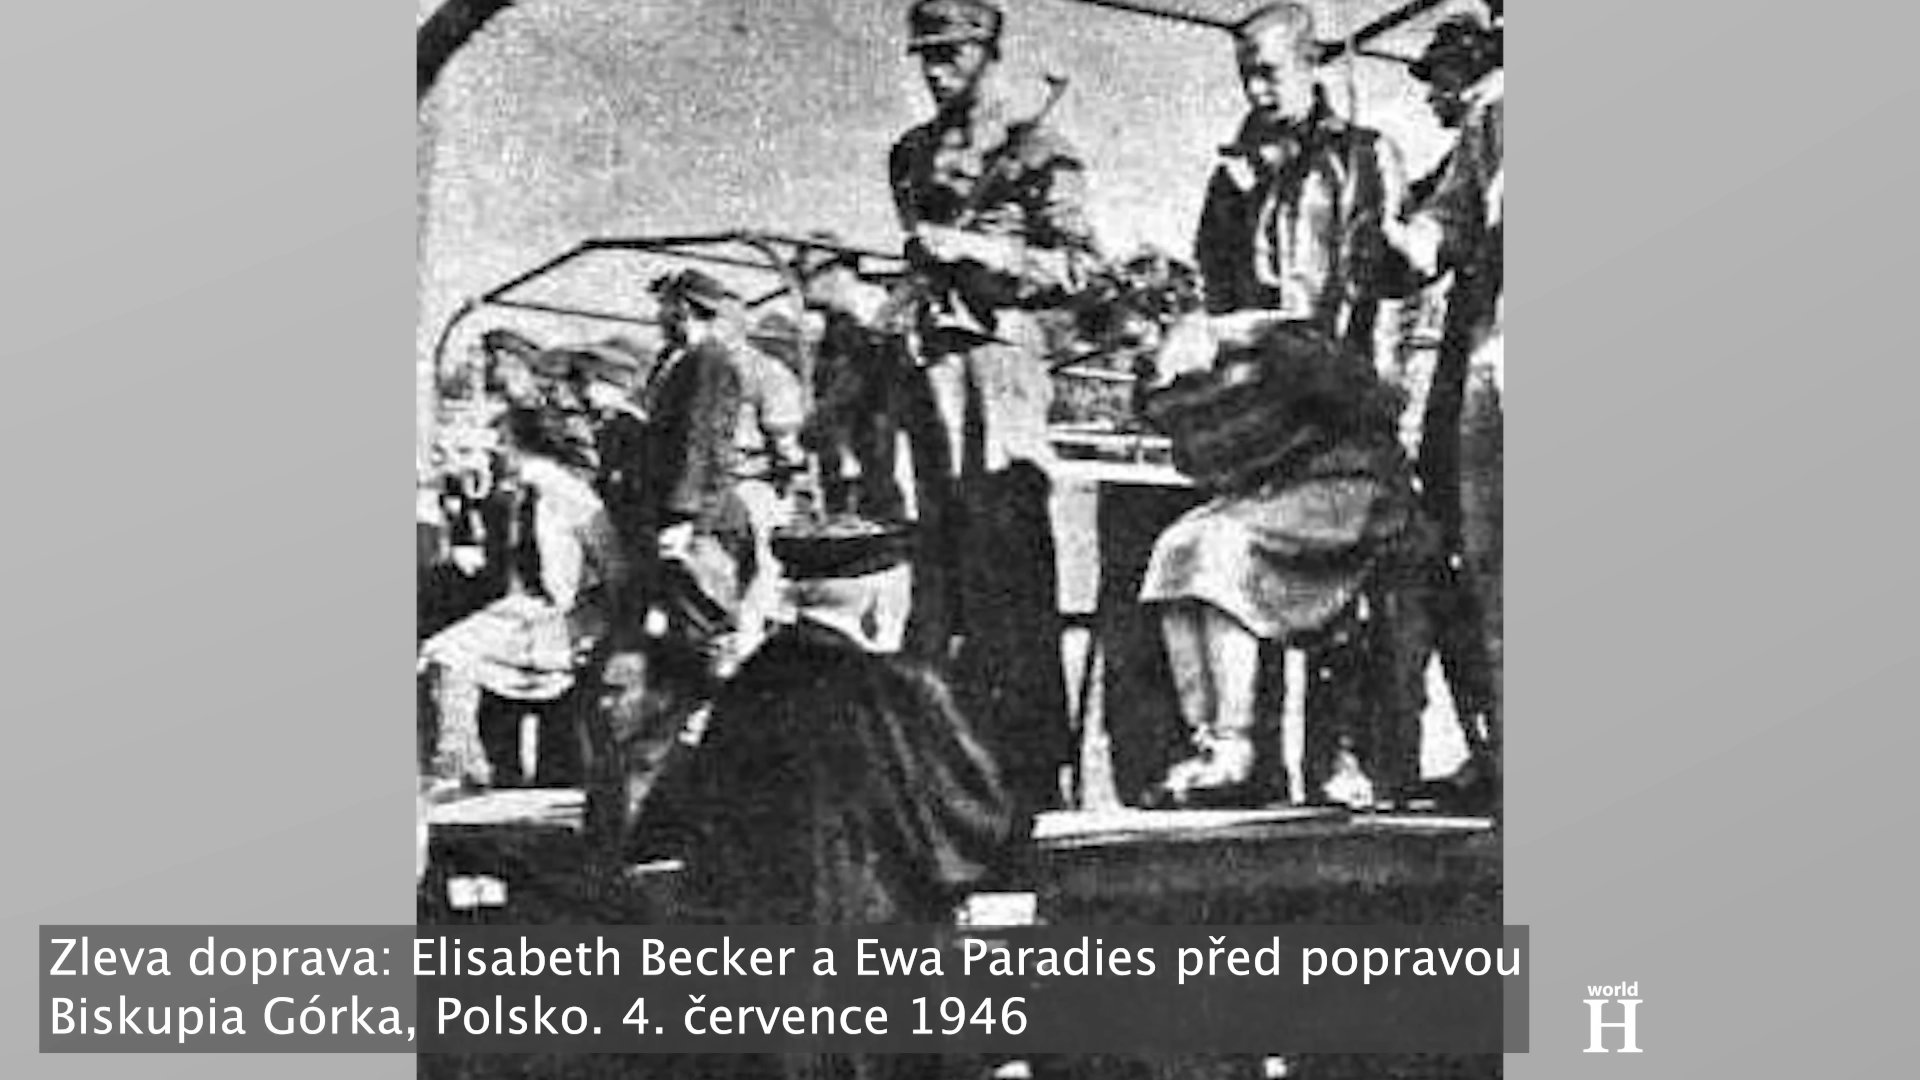 Zleva doprava: Elisabeth Becker a Ewa Paradies před popravou
Biskupia Górka, Polsko. 4. července 1946
world
H